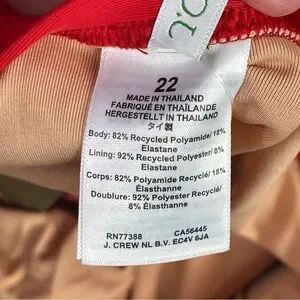 22
MADE IN THAILAND
FABRIQUÉ EN THAÏLANDE
HERGESTELLT IN THAILAND
タイ製
Body: 82% Recycled Polyamide/ 18%
Elastane
Lining: 92% Recycled Polyester/ 8%
Elastane
Corps: 82% Polyamide Recyclé/ 18%
Élasthanne
Doublure: 92% Polyester Recyclé/
8% Élasthanne
RN77388 CA56445
J. CREW NL B.V. EC4V 6JA